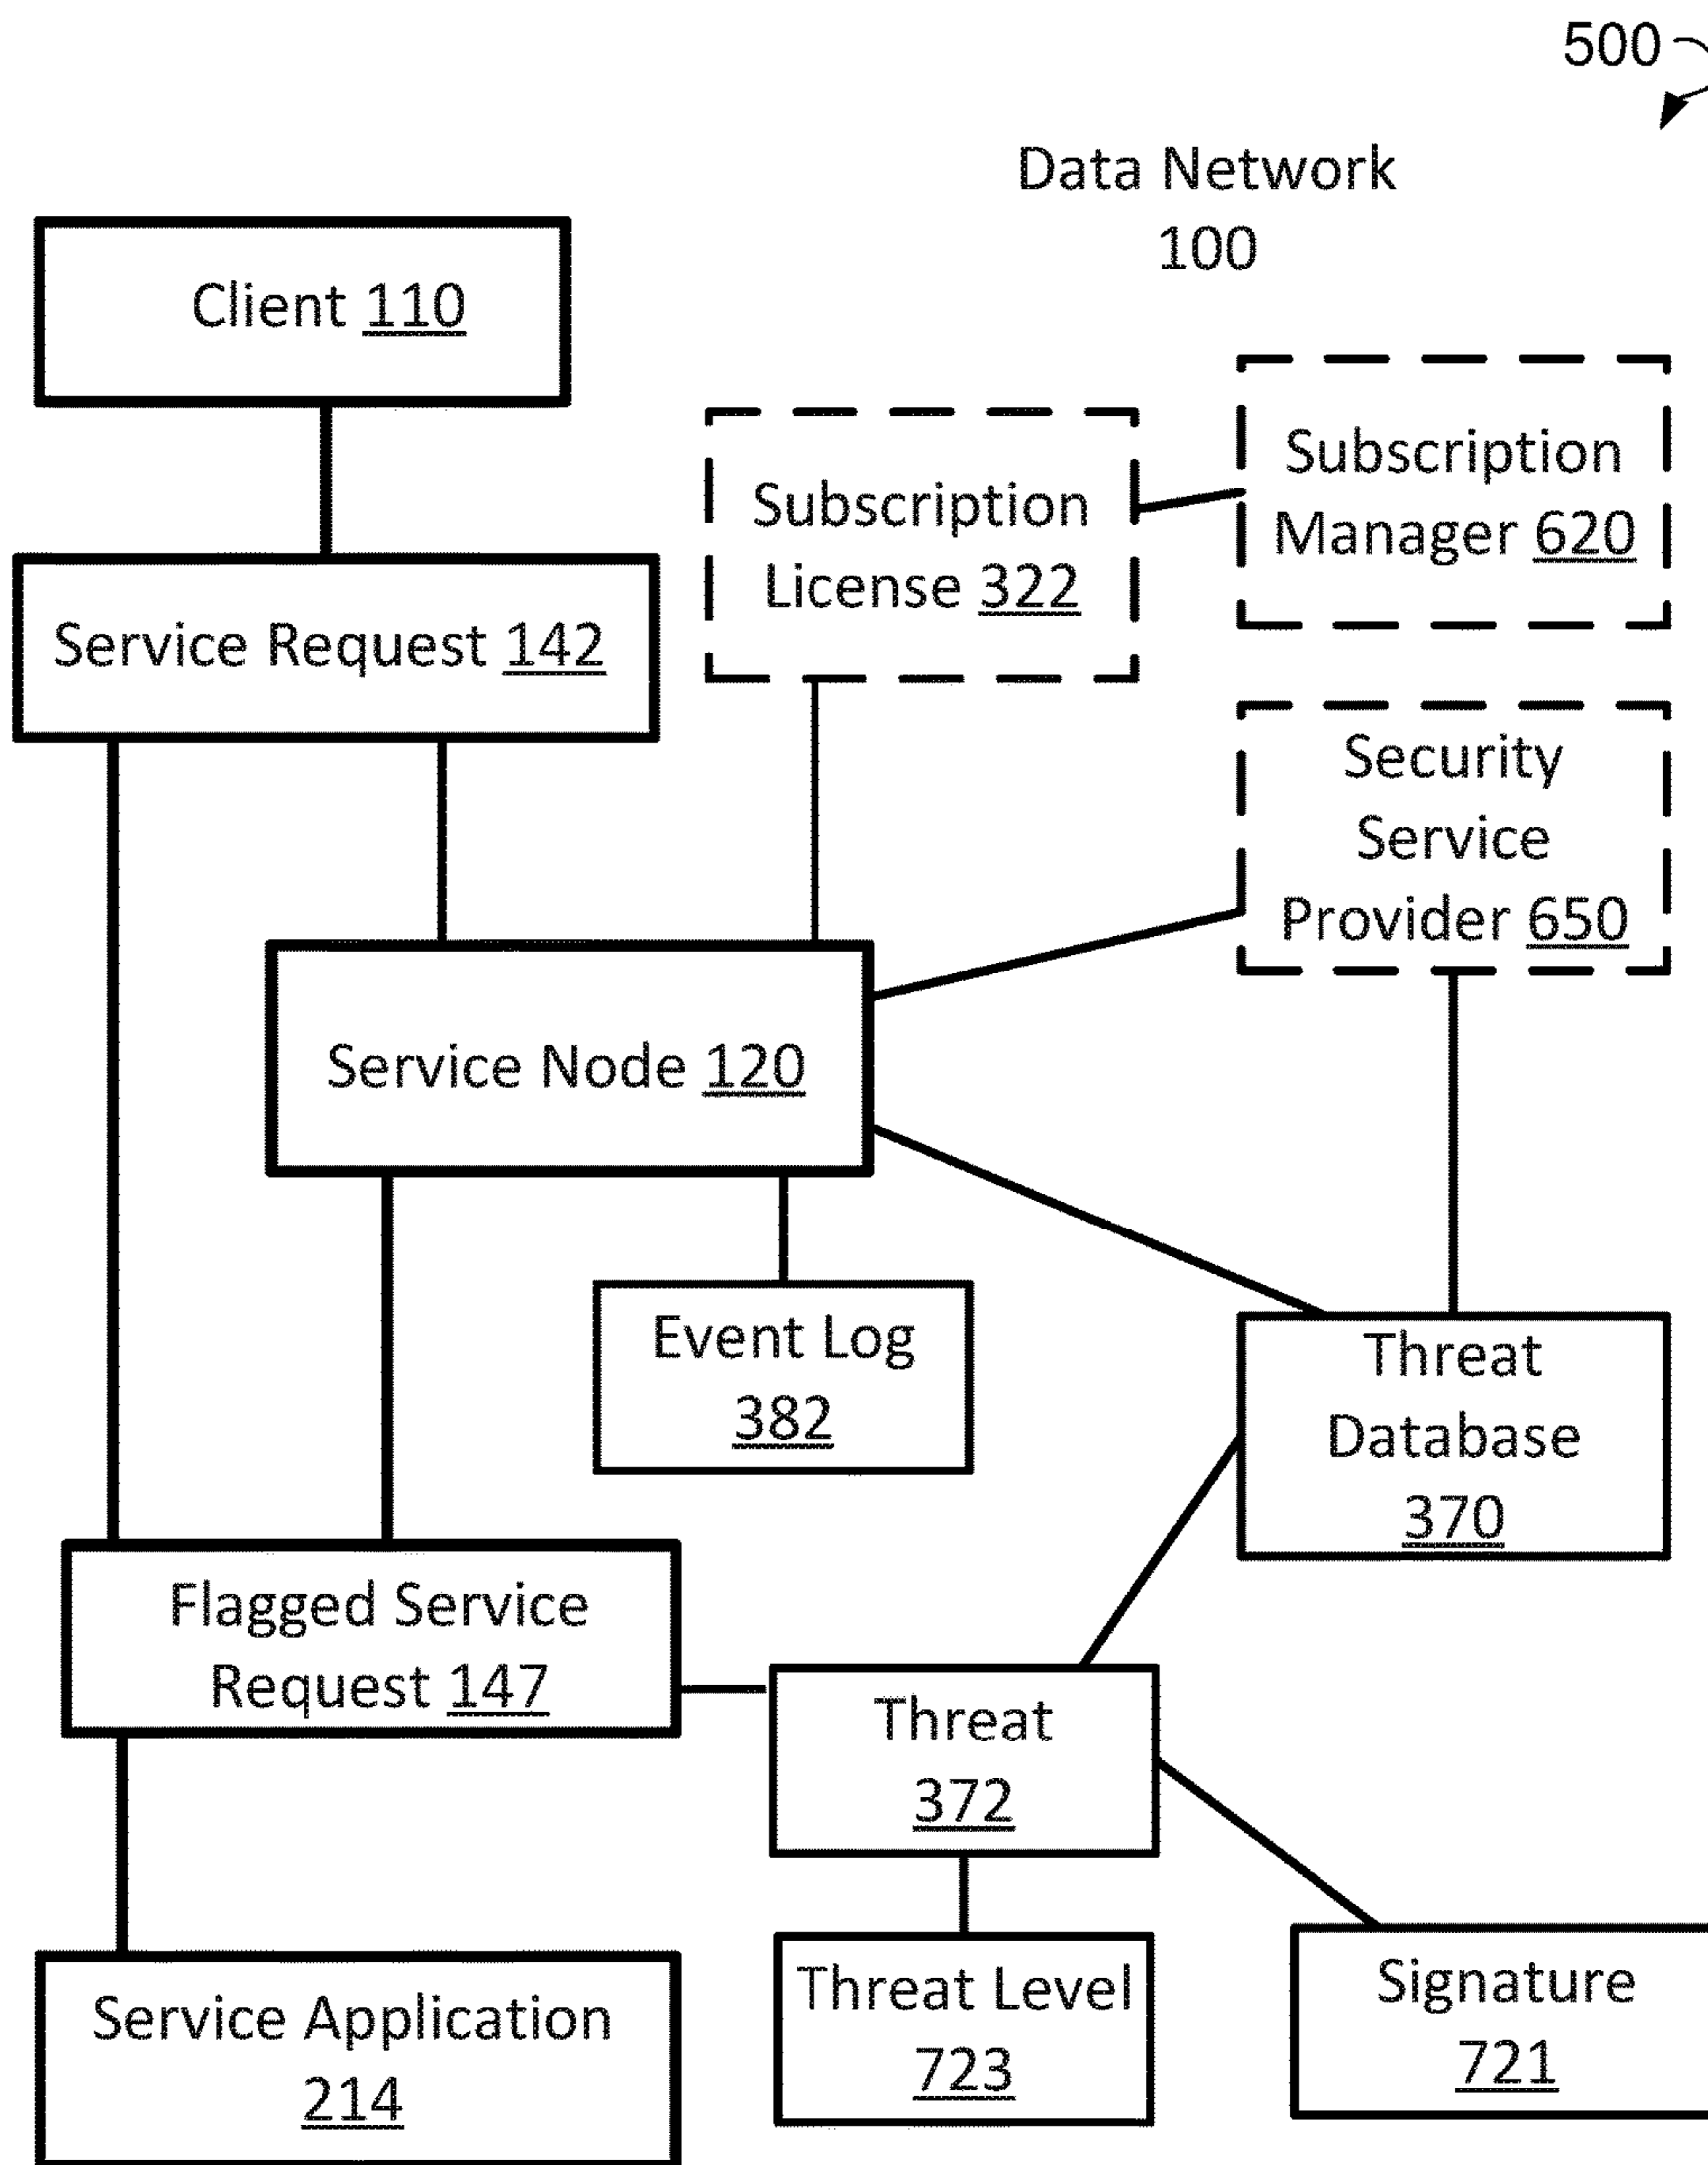 500
Data Network
100
Client 110
Subscription
Manager 620
Subscription
License 322
Service Request 142
Security
Service
Provider 650
Service Node 120
Event Log
382
Threat
Database
370
Flagged Service
Request 147
Threat
372
Threat Level
723
Signature
721
Service Application
214